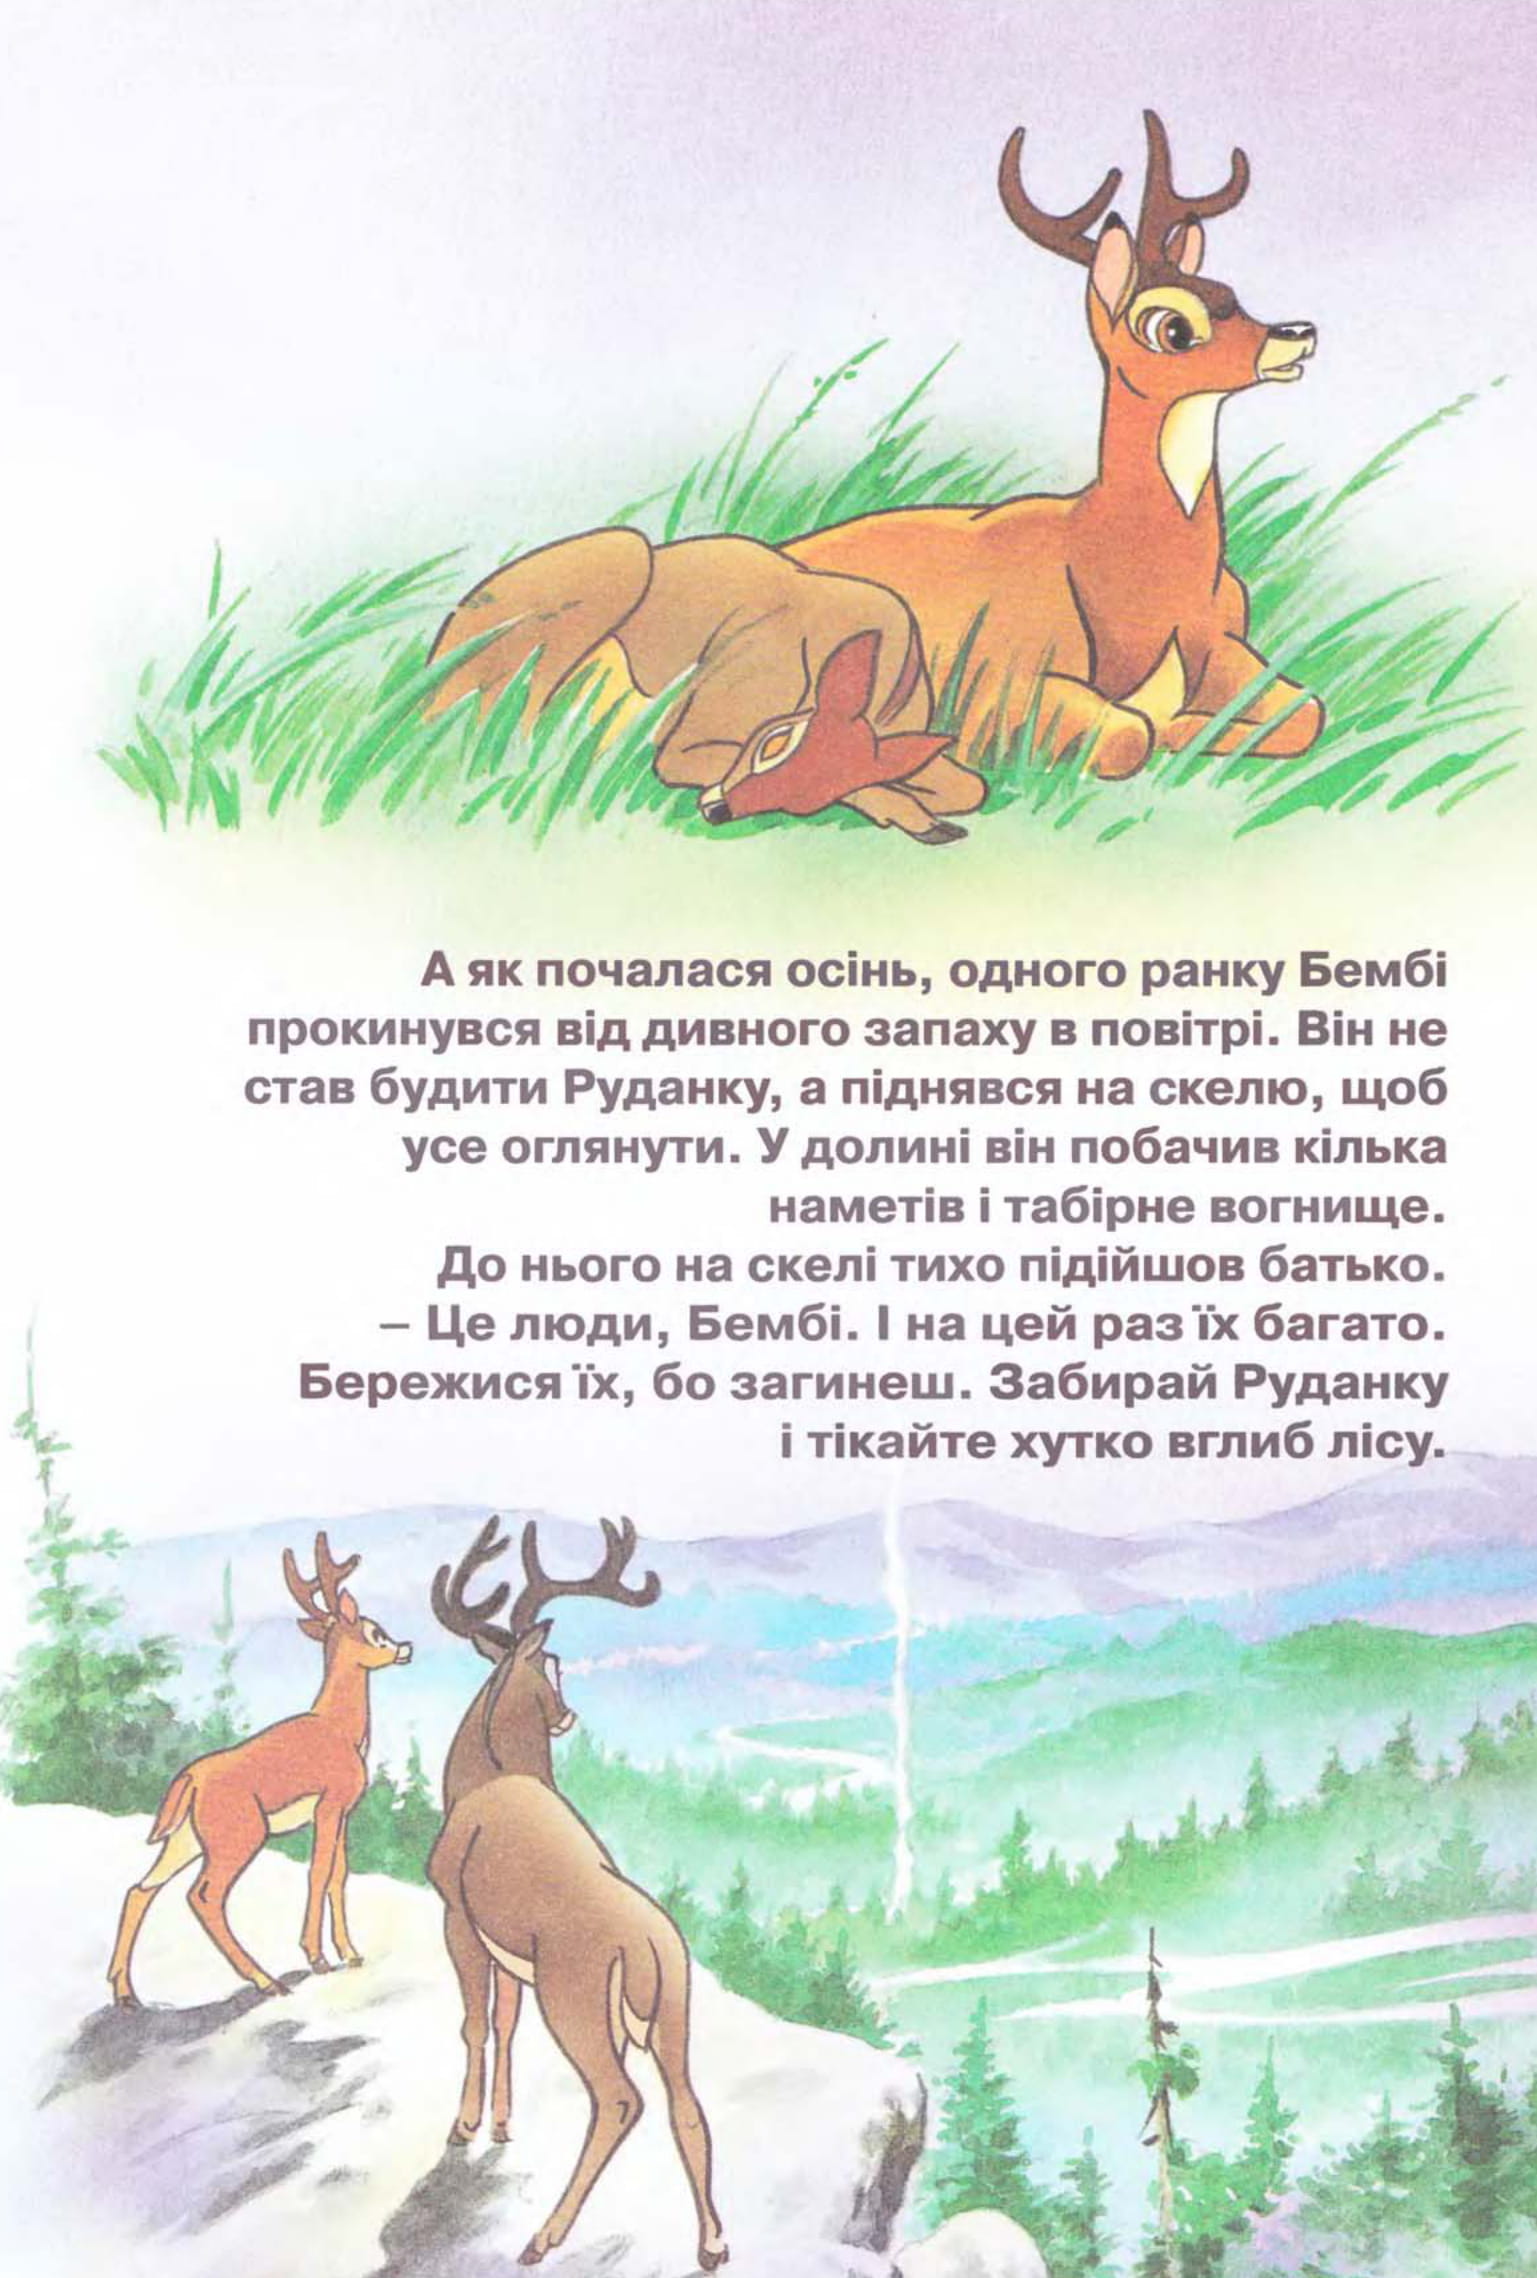 А як почалася осінь, одного ранку Бембі
прокинувся від дивного запаху в повітрі. Він не
став будити Руданку, а піднявся на скелю, щоб
усе оглянути. У долині він побачив кілька
наметів і табірне вогнище.
До нього на скелі тихо підійшов батько.
– Це люди, Бембі. І на цей раз їх багато.
Бережися їх, бо загинеш. Забирай Руданку
і тікайте хутко вглиб лісу.